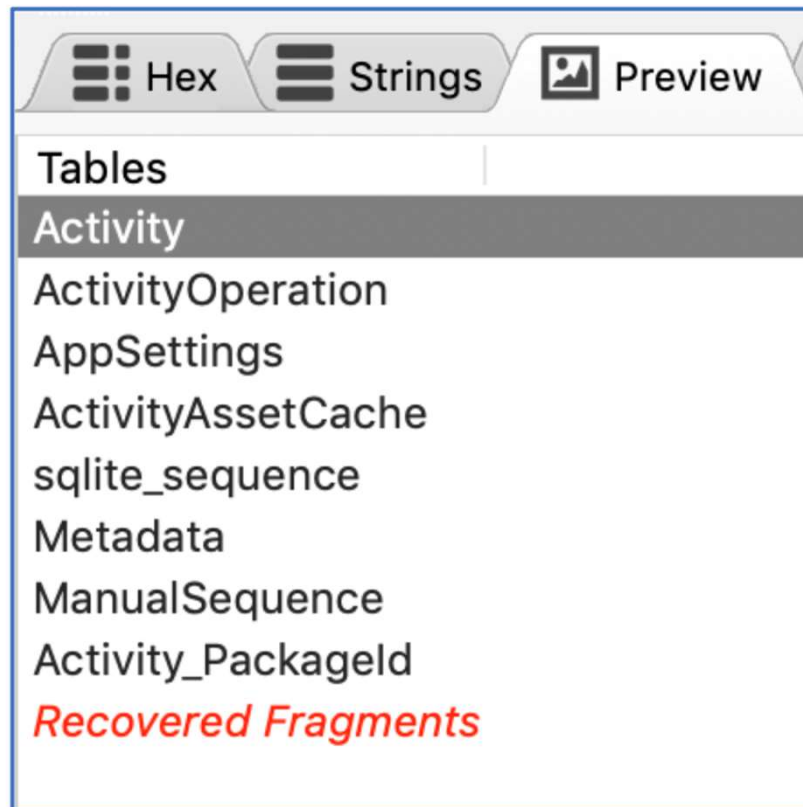 Hex Strings Preview
Tables
Activity
ActivityOperation
AppSettings
ActivityAssetCache
sqlite_sequence
Metadata
ManualSequence
Activity_PackageId
Recovered Fragments